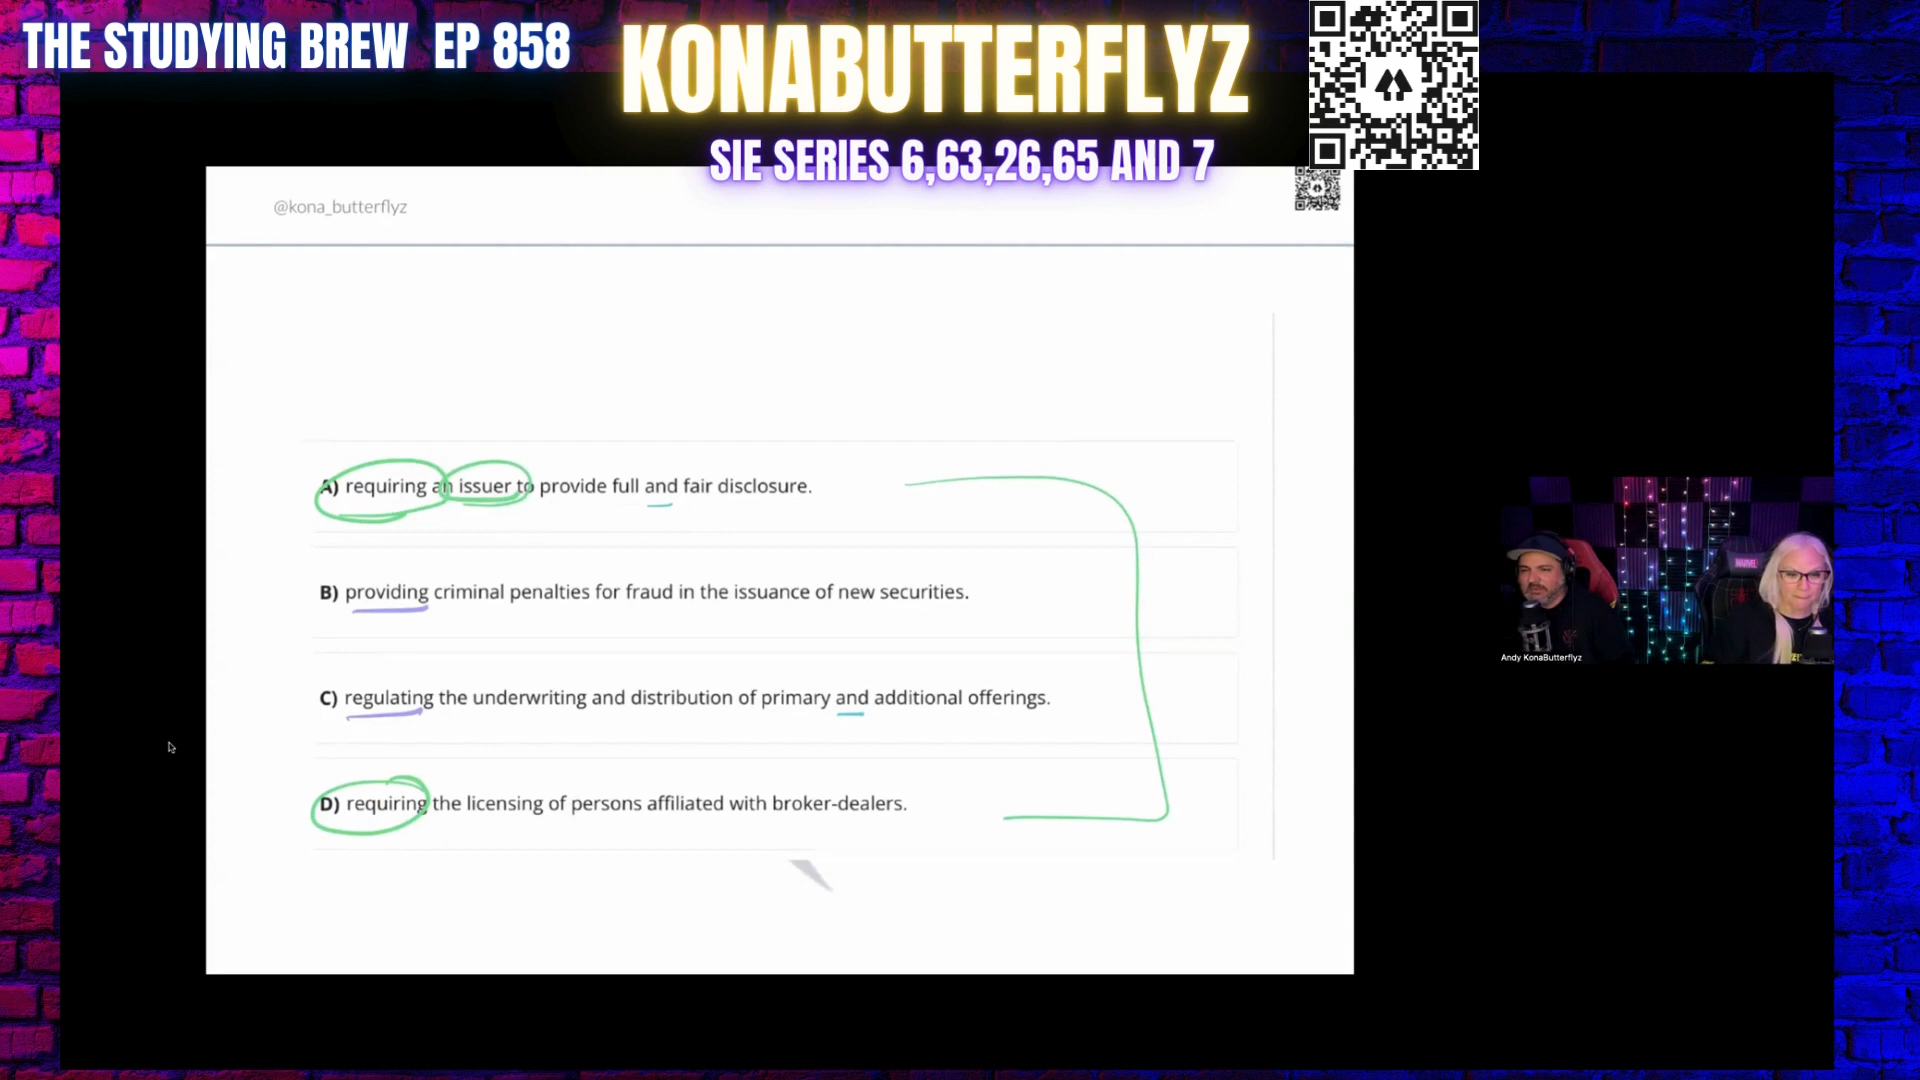 THE STUDYING BREW EP 858
KONABUTTERFLYZ
SIE SERIES 6,63,26,65 AND 7
@kona_butterflyz
A) requiring an issuer to provide full and fair disclosure.
B) providing criminal penalties for fraud in the issuance of new securities.
C) regulating the underwriting and distribution of primary and additional offerings.
D) requiring the licensing of persons affiliated with broker-dealers.
MARVEL
Andy KonaButterflyz